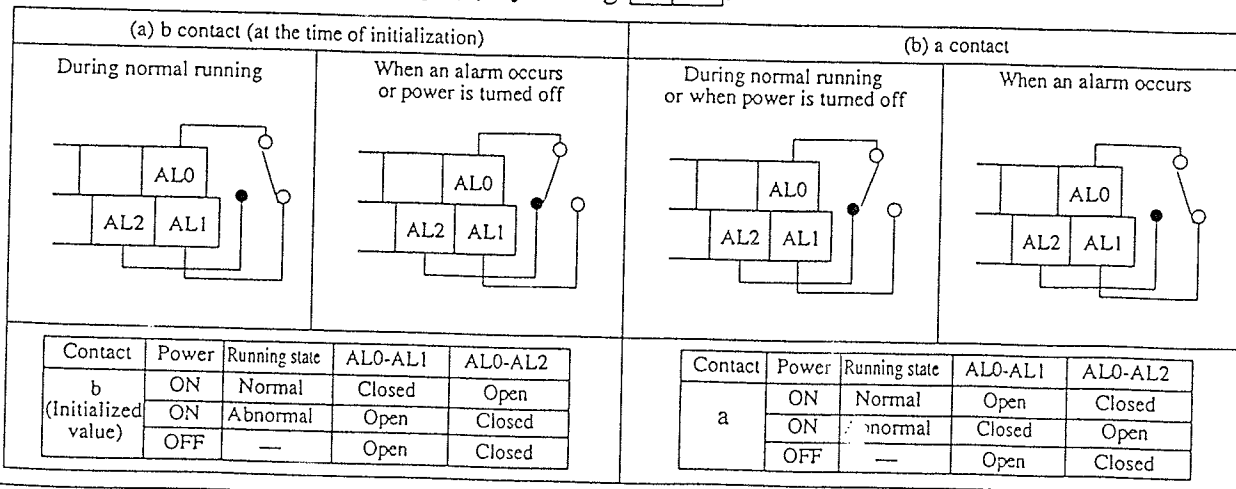 (a) b contact (at the time of initialization)
(b) a contact
During normal running
When an alarm occurs
or power is turned off
During normal running
or when power is turned off
When an alarm occurs
AL0
AL2 AL1
AL0
AL2 AL1
AL0
AL2 AL1
AL0
AL2 AL1
Contact Power Running state AL0-AL1 AL0-AL2
b
(Initialized
value)
ON Normal Closed Open
ON Abnormal Open Closed
OFF — Open Closed
Contact Power Running state AL0-AL1 AL0-AL2
a
ON Normal Open Closed
ON Closed Open
OFF — Open Closed